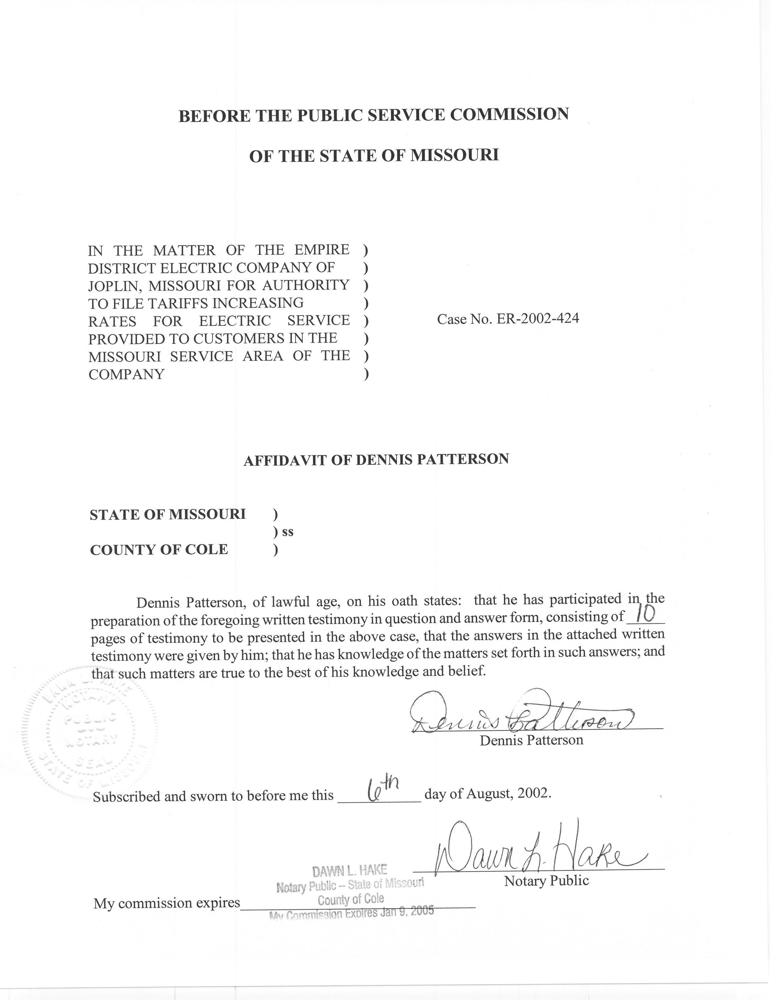 BEFORE THE PUBLIC SERVICE COMMISSION
OF THE STATE OF MISSOURI
IN THE MATTER OF THE EMPIRE )
DISTRICT ELECTRIC COMPANY OF )
JOPLIN, MISSOURI FOR AUTHORITY )
TO FILE TARIFFS INCREASING )
RATES FOR ELECTRIC SERVICE ) Case No. ER-2002-424
PROVIDED TO CUSTOMERS IN THE )
MISSOURI SERVICE AREA OF THE )
COMPANY )
AFFIDAVIT OF DENNIS PATTERSON
STATE OF MISSOURI )
) ss
COUNTY OF COLE )
Dennis Patterson, of lawful age, on his oath states: that he has participated in the
preparation of the foregoing written testimony in question and answer form, consisting of 10
pages of testimony to be presented in the above case, that the answers in the attached written
testimony were given by him; that he has knowledge of the matters set forth in such answers; and
that such matters are true to the best of his knowledge and belief.
DAWN L. HAKE
NOTARY
PUBLIC
NOTARY
SEAL
STATE OF MISSOURI
Dennis Patterson
Dennis Patterson
Subscribed and sworn to before me this 6th day of August, 2002.
Dawn L. Hake
Notary Public
DAWN L. HAKE
Notary Public – State of Missouri
County of Cole
My commission expires
My Commission Expires Jan 9, 2005